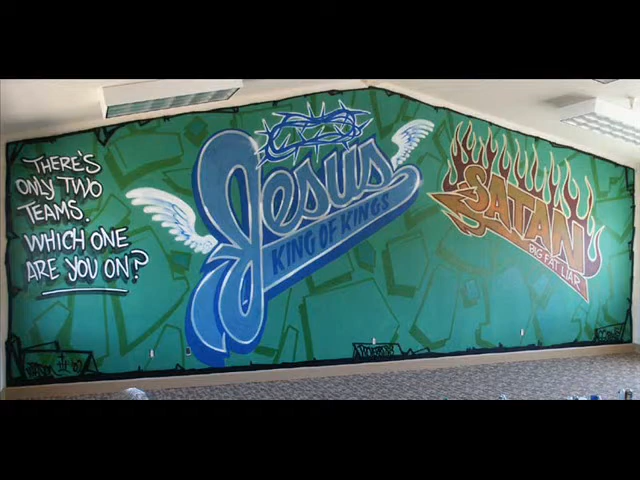 THERE'S
ONLY TWO
TEAMS.
WHICH ONE
ARE YOU ON?
Jesus
KING OF KINGS
SATAN
BIG FAT LIAR